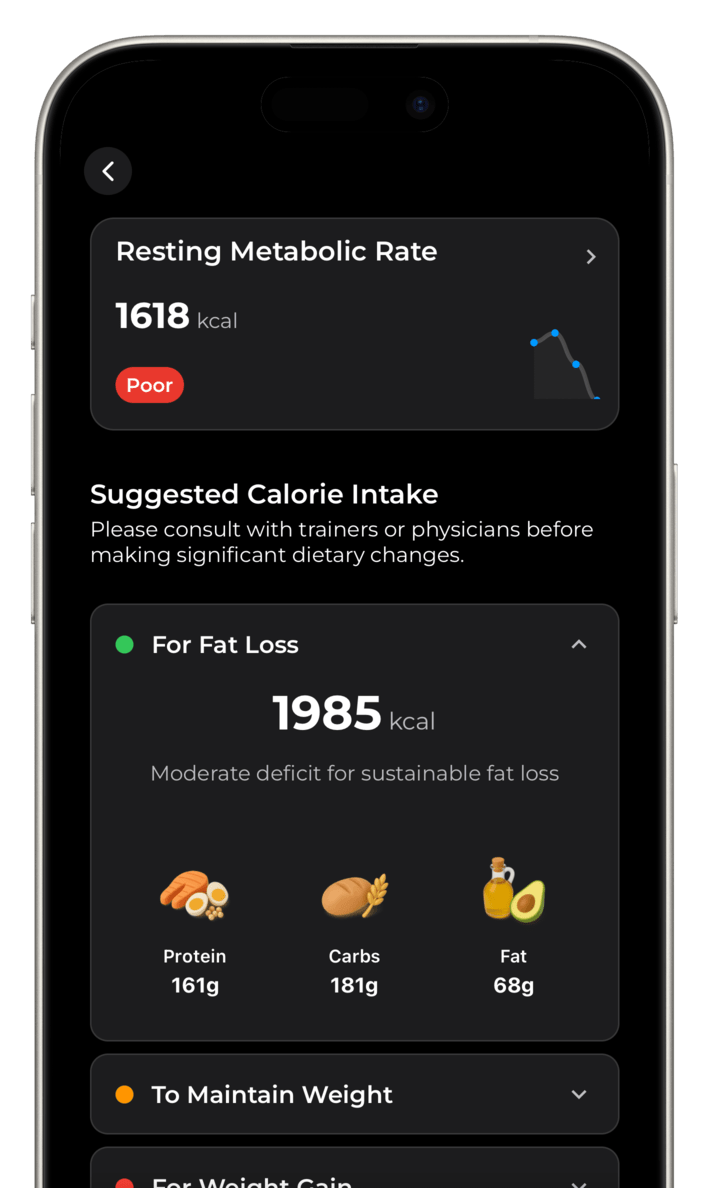 Resting Metabolic Rate
1618 kcal
Poor
Suggested Calorie Intake
Please consult with trainers or physicians before
making significant dietary changes.
For Fat Loss
1985 kcal
Moderate deficit for sustainable fat loss
Protein Carbs Fat
161g 181g 68g
To Maintain Weight
For Weight Gain